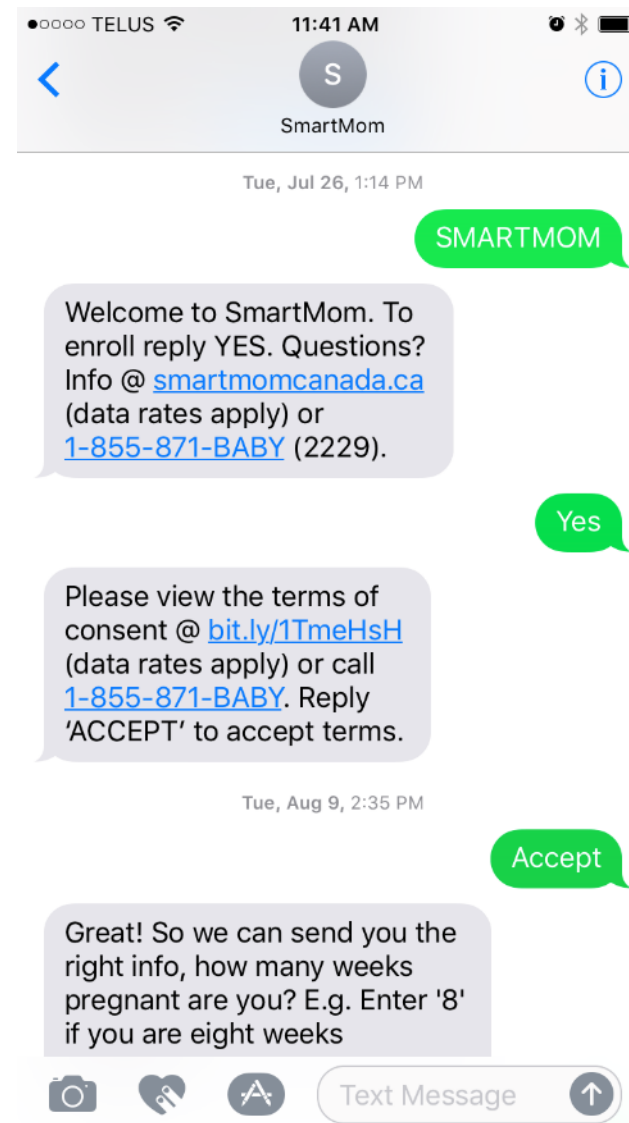 TELUS
11:41 AM
S
SmartMom
Tue, Jul 26, 1:14 PM
SMARTMOM
Welcome to SmartMom. To
enroll reply YES. Questions?
Info @ smartmomcanada.ca
(data rates apply) or
1-855-871-BABY (2229).
Yes
Please view the terms of
consent @ bit.ly/1TmeHsH
(data rates apply) or call
1-855-871-BABY. Reply
‘ACCEPT’ to accept terms.
Tue, Aug 9, 2:35 PM
Accept
Great! So we can send you the
right info, how many weeks
pregnant are you? E.g. Enter '8'
if you are eight weeks
Text Message